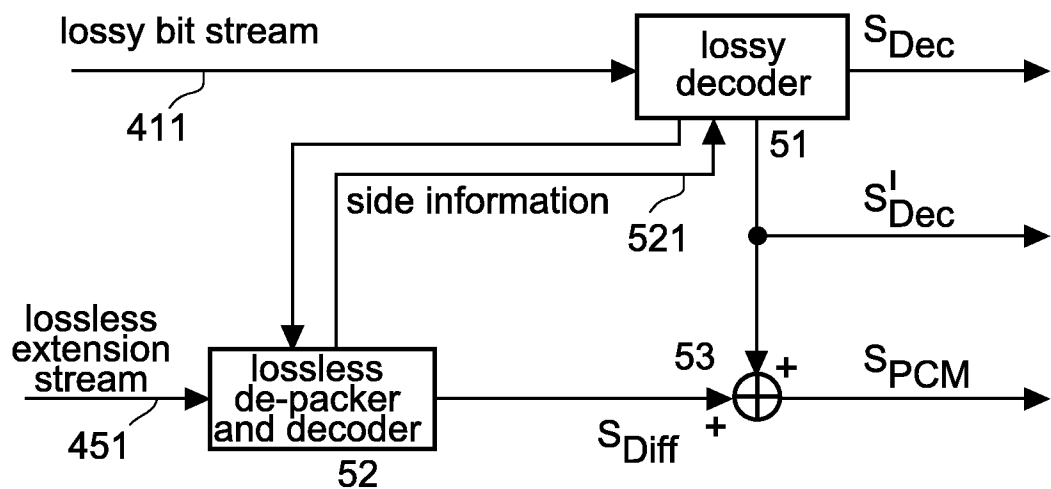 lossy bit stream
411
lossy
decoder
51
S_Dec
side information
521
S'_Dec
lossless
extension
stream
451
lossless
de-packer
and decoder
52
S_Diff
53
+
+
S_PCM